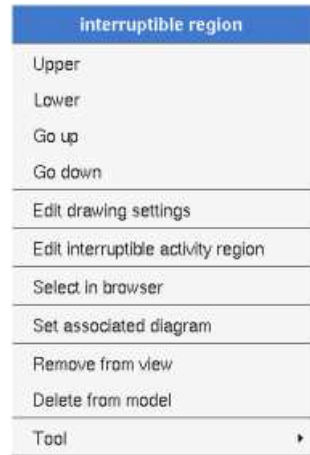 interruptible region
Upper
Lower
Go up
Go down
Edit drawing settings
Edit interruptible activity region
Select in browser
Set associated diagram
Remove from view
Delete from model
Tool